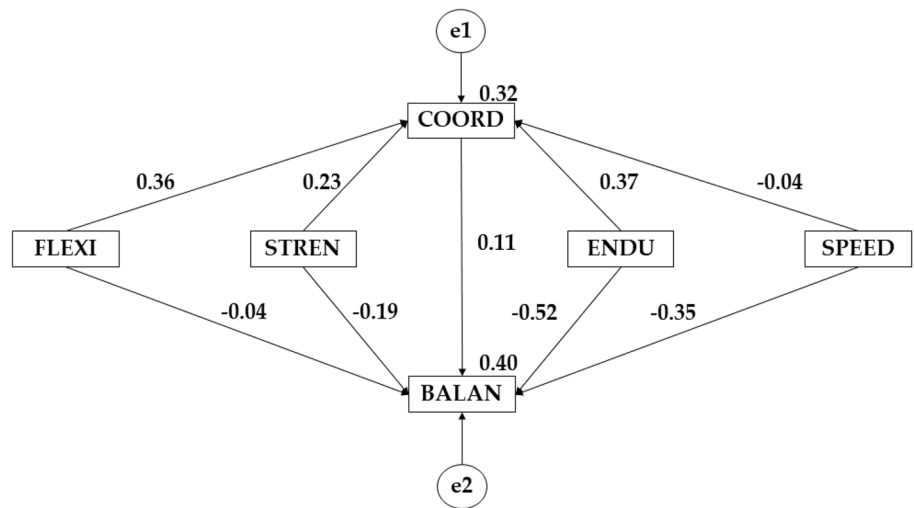 e1
0.32
COORD
0.36
0.23
0.37
-0.04
FLEXI
STREN
0.11
ENDU
SPEED
-0.04
-0.19
-0.52
-0.35
0.40
BALAN
e2